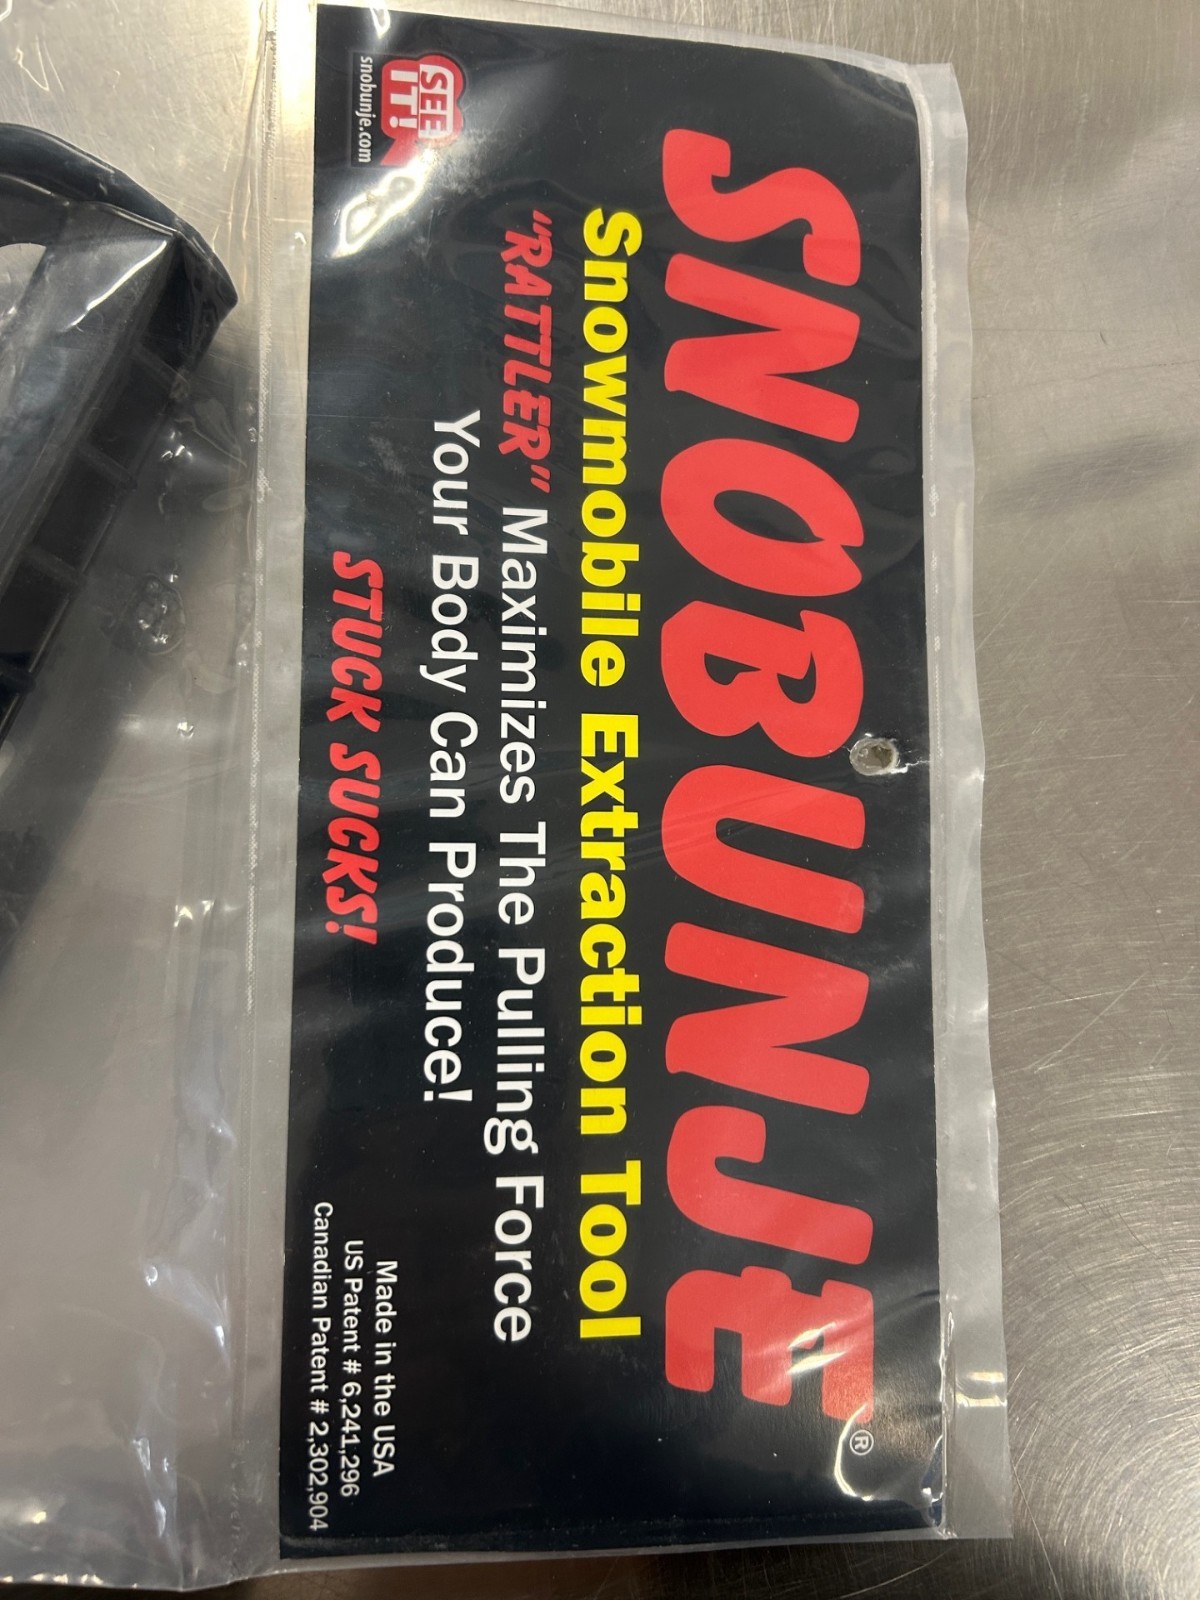 SNOBUNJE®
Snowmobile Extraction Tool
"RATTLER" Maximizes The Pulling Force
Your Body Can Produce!
SEE
IT!
snobunje.com
STUCK SUCKS!
Made in the USA
US Patent # 6,241,296
Canadian Patent # 2,302,904